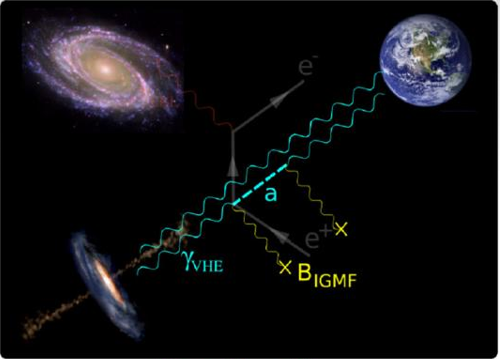 e⁻
a
e⁺
x
γVHE
x BIGMF